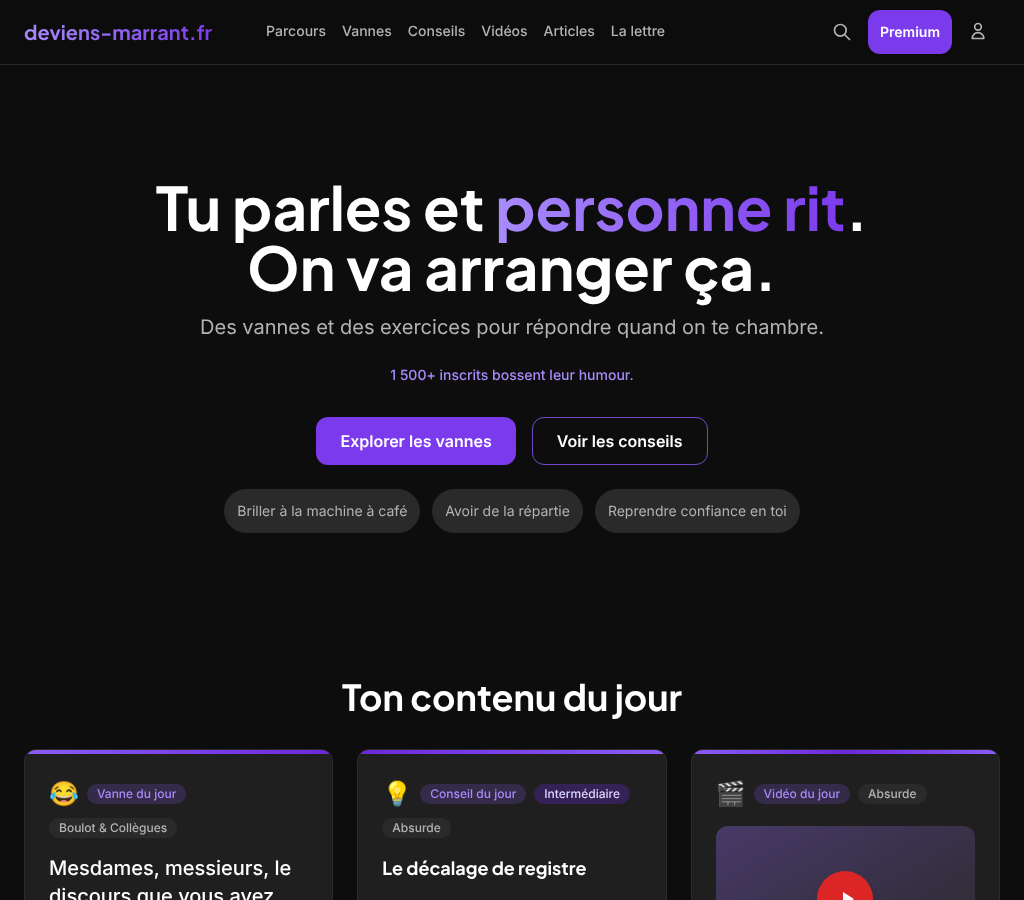 deviens-marrant.fr
Parcours
Vannes
Conseils
Vidéos
Articles
La lettre
Premium
Tu parles et personne rit.
On va arranger ça.
Des vannes et des exercices pour répondre quand on te chambre.
1 500+ inscrits bossent leur humour.
Explorer les vannes
Voir les conseils
Briller à la machine à café
Avoir de la répartie
Reprendre confiance en toi
Ton contenu du jour
Vanne du jour
Boulot & Collègues
Mesdames, messieurs, le
discours que vous avez
Conseil du jour
Intermédiaire
Absurde
Le décalage de registre
Vidéo du jour
Absurde